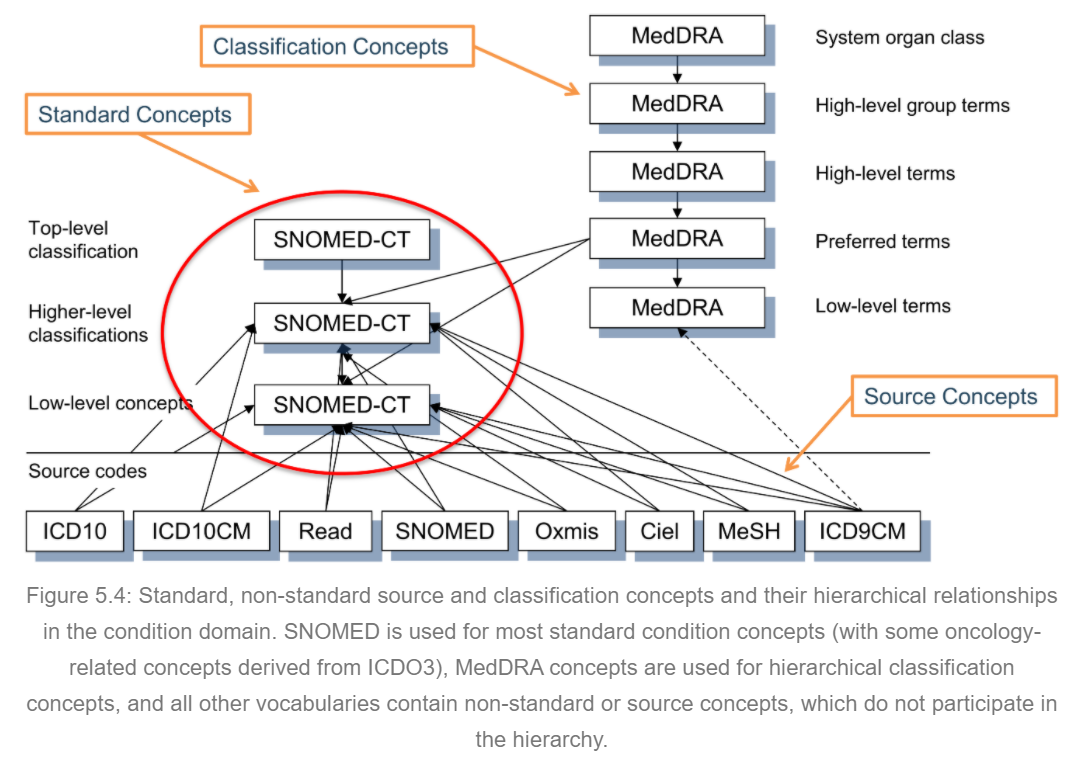 Classification Concepts
MedDRA
System organ class
Standard Concepts
MedDRA
High-level group terms
MedDRA
High-level terms
Top-level
classification
SNOMED-CT
MedDRA
Preferred terms
Higher-level
classifications
SNOMED-CT
MedDRA
Low-level terms
Low-level concepts
SNOMED-CT
Source Concepts
Source codes
ICD10
ICD10CM
Read
SNOMED
Oxmis
Ciel
MeSH
ICD9CM
Figure 5.4: Standard, non-standard source and classification concepts and their hierarchical relationships
in the condition domain. SNOMED is used for most standard condition concepts (with some oncology-
related concepts derived from ICDO3), MedDRA concepts are used for hierarchical classification
concepts, and all other vocabularies contain non-standard or source concepts, which do not participate in
the hierarchy.